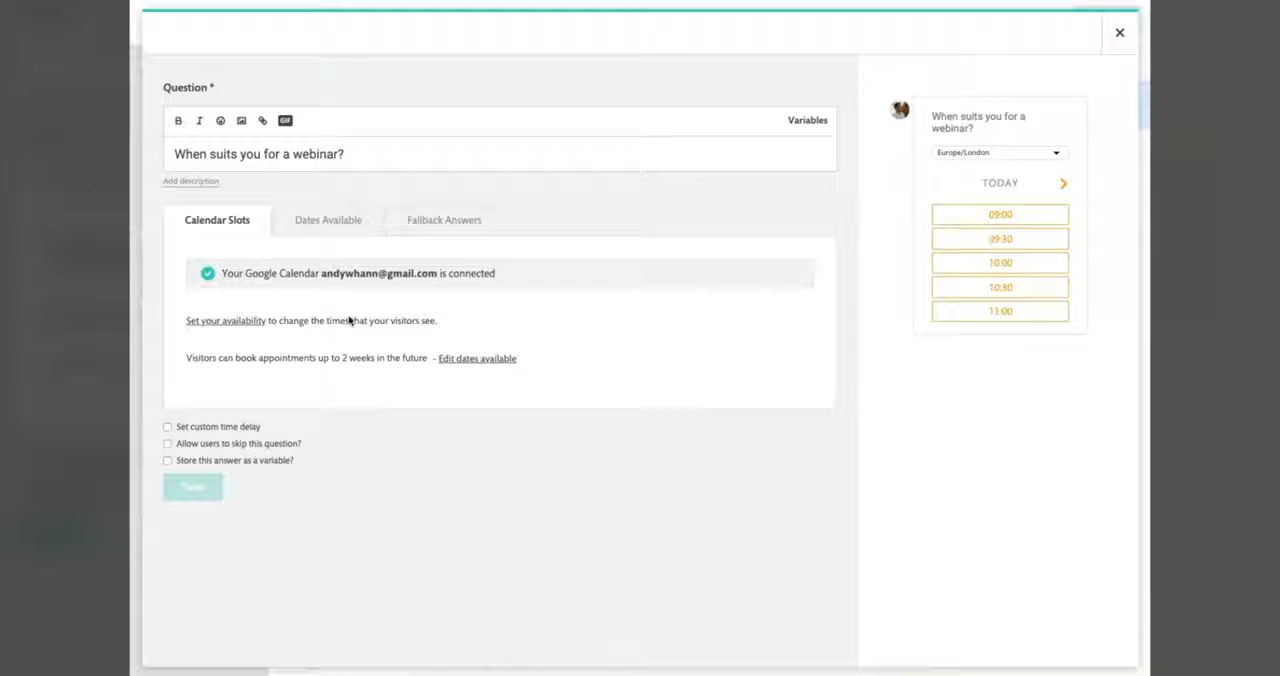 Question *
B I GIF Variables
When suits you for a webinar?
Add description
Calendar Slots Dates Available Fallback Answers
Your Google Calendar andywhann@gmail.com is connected
Set your availability to change the times that your visitors see.
Visitors can book appointments up to 2 weeks in the future - Edit dates available
Set custom time delay
Allow users to skip this question?
Store this answer as a variable?
When suits you for a
webinar?
Europe/London
TODAY
09:00
09:30
10:00
10:30
11:00